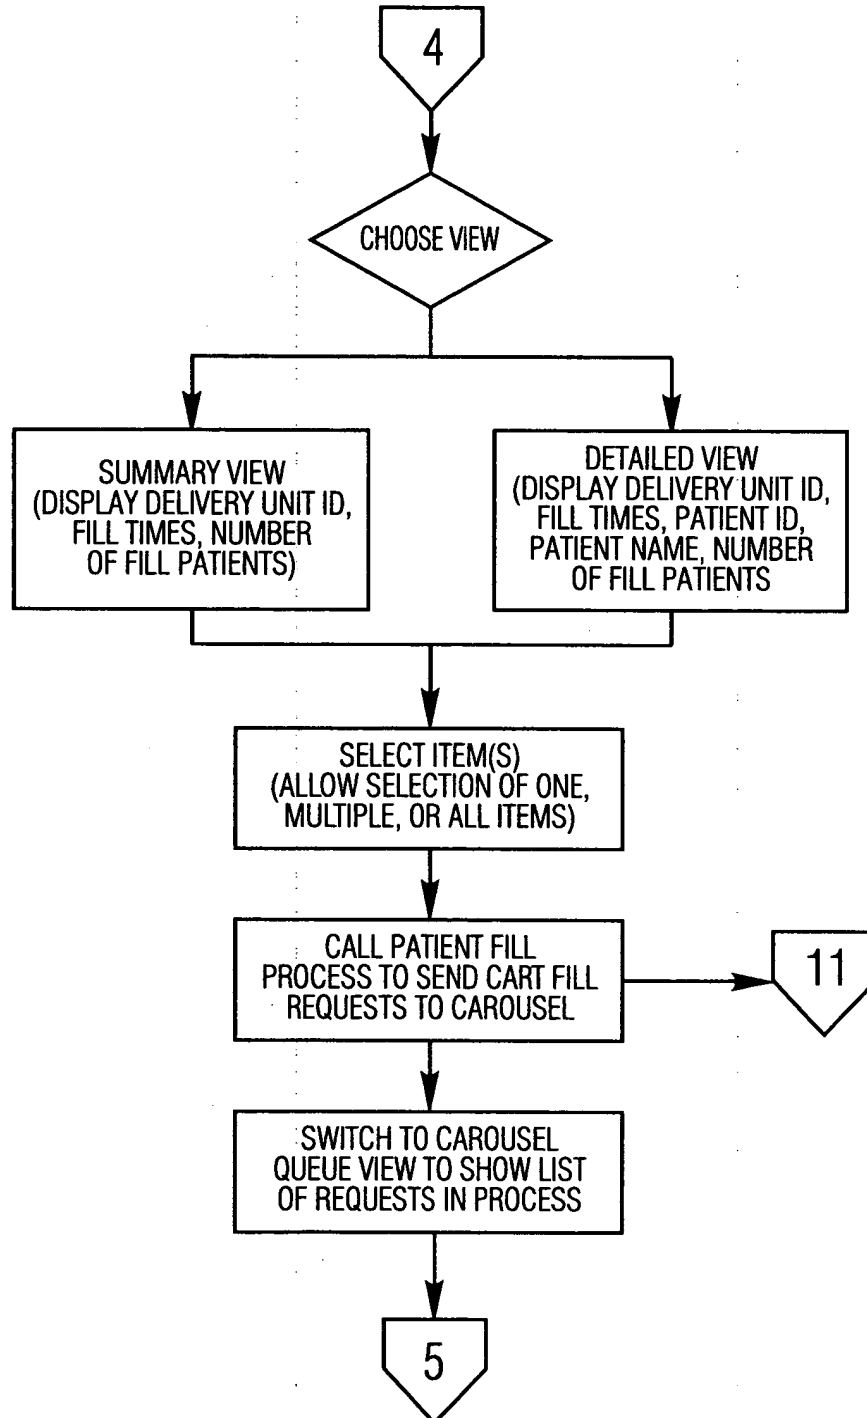 4
CHOOSE VIEW
SUMMARY VIEW
(DISPLAY DELIVERY UNIT ID,
FILL TIMES, NUMBER
OF FILL PATIENTS)
DETAILED VIEW
(DISPLAY DELIVERY UNIT ID,
FILL TIMES, PATIENT ID,
PATIENT NAME, NUMBER
OF FILL PATIENTS
SELECT ITEM(S)
(ALLOW SELECTION OF ONE,
MULTIPLE, OR ALL ITEMS)
CALL PATIENT FILL
PROCESS TO SEND CART FILL
REQUESTS TO CAROUSEL
11
SWITCH TO CAROUSEL
QUEUE VIEW TO SHOW LIST
OF REQUESTS IN PROCESS
5